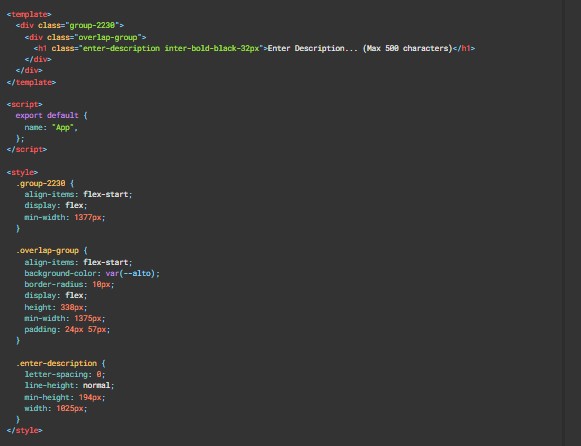 <template>
  <div class="group-2230">
    <div class="overlap-group">
      <h1 class="enter-description inter-bold-black-32px">Enter Description... (Max 500 characters)</h1>
    </div>
  </div>
</template>

<script>
  export default {
    name: "App",
  };
</script>

<style>
  .group-2230 {
    align-items: flex-start;
    display: flex;
    min-width: 1377px;
  }

  .overlap-group {
    align-items: flex-start;
    background-color: var(--alto);
    border-radius: 10px;
    display: flex;
    height: 338px;
    min-width: 1375px;
    padding: 24px 57px;
  }

  .enter-description {
    letter-spacing: 0;
    line-height: normal;
    min-height: 194px;
    width: 1025px;
  }
</style>